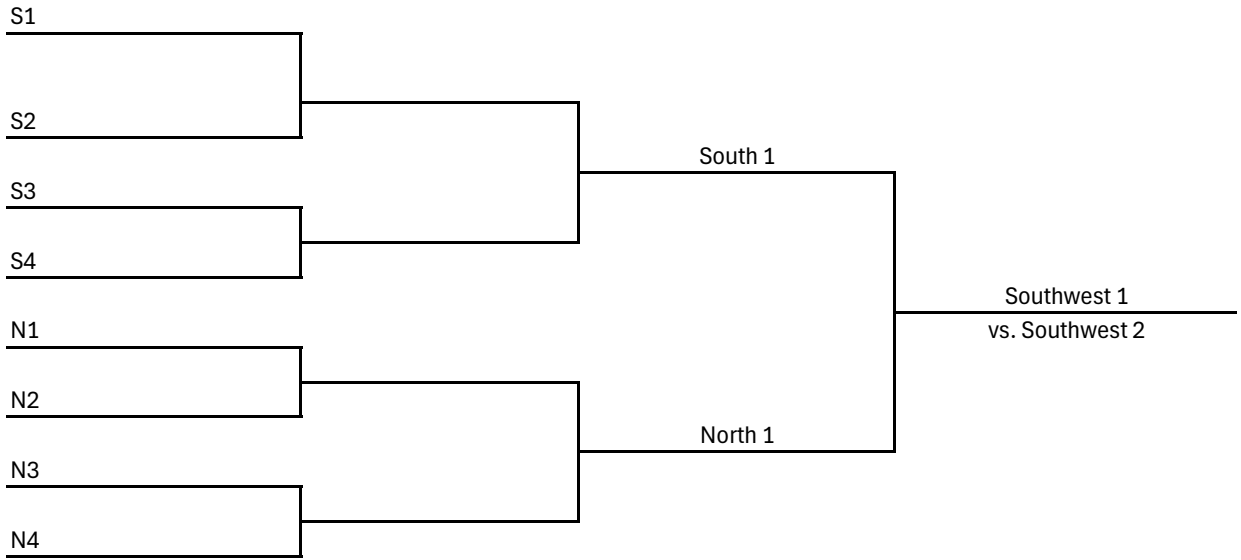 S1
S2
South 1
S3
S4
Southwest 1
N1
vs. Southwest 2
N2
North 1
N3
N4